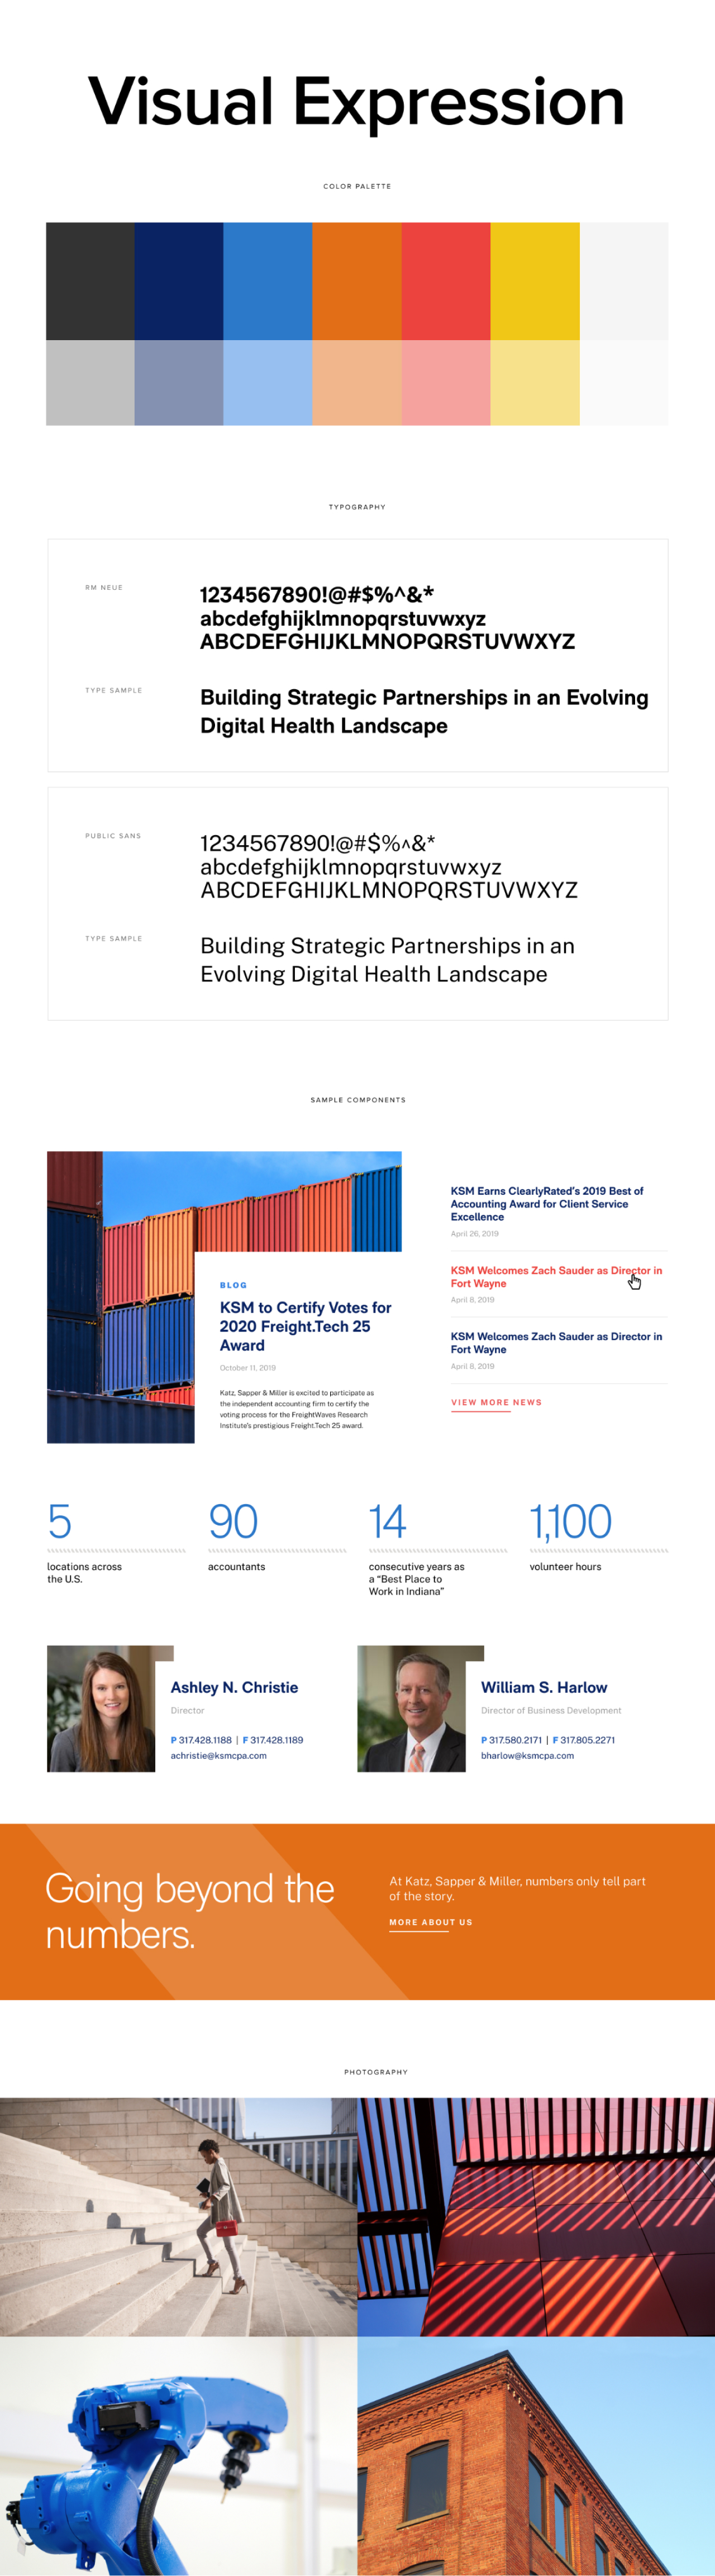 Visual Expression
COLOR PALETTE
TYPOGRAPHY
RM NEUE
1234567890!@#$%^&*
abcdefghijklmnopqrstuvwxyz
ABCDEFGHIJKLMNOPQRSTUVWXYZ
TYPE SAMPLE
Building Strategic Partnerships in an Evolving
Digital Health Landscape
PUBLIC SANS
1234567890!@#$%^&*
abcdefghijklmnopqrstuvwxyz
ABCDEFGHIJKLMNOPQRSTUVWXYZ
TYPE SAMPLE
Building Strategic Partnerships in an
Evolving Digital Health Landscape
SAMPLE COMPONENTS
BLOG
KSM to Certify Votes for
2020 Freight.Tech 25
Award
October 11, 2019
Katz, Sapper & Miller is excited to participate as
the independent accounting firm to certify the
voting process for the FreightWaves Research
Institute's prestigious Freight.Tech 25 award.
KSM Earns ClearlyRated's 2019 Best of
Accounting Award for Client Service
Excellence
April 26, 2019
KSM Welcomes Zach Sauder as Director in
Fort Wayne
April 8, 2019
KSM Welcomes Zach Sauder as Director in
Fort Wayne
April 8, 2019
VIEW MORE NEWS
5
locations across
the U.S.
90
accountants
14
consecutive years as
a "Best Place to
Work in Indiana"
1,100
volunteer hours
Ashley N. Christie
Director
P 317.428.1188 | F 317.428.1189
achristie@ksmcpa.com
William S. Harlow
Director of Business Development
P 317.580.2171 | F 317.805.2271
bharlow@ksmcpa.com
Going beyond the
numbers.
At Katz, Sapper & Miller, numbers only tell part
of the story.
MORE ABOUT US
PHOTOGRAPHY